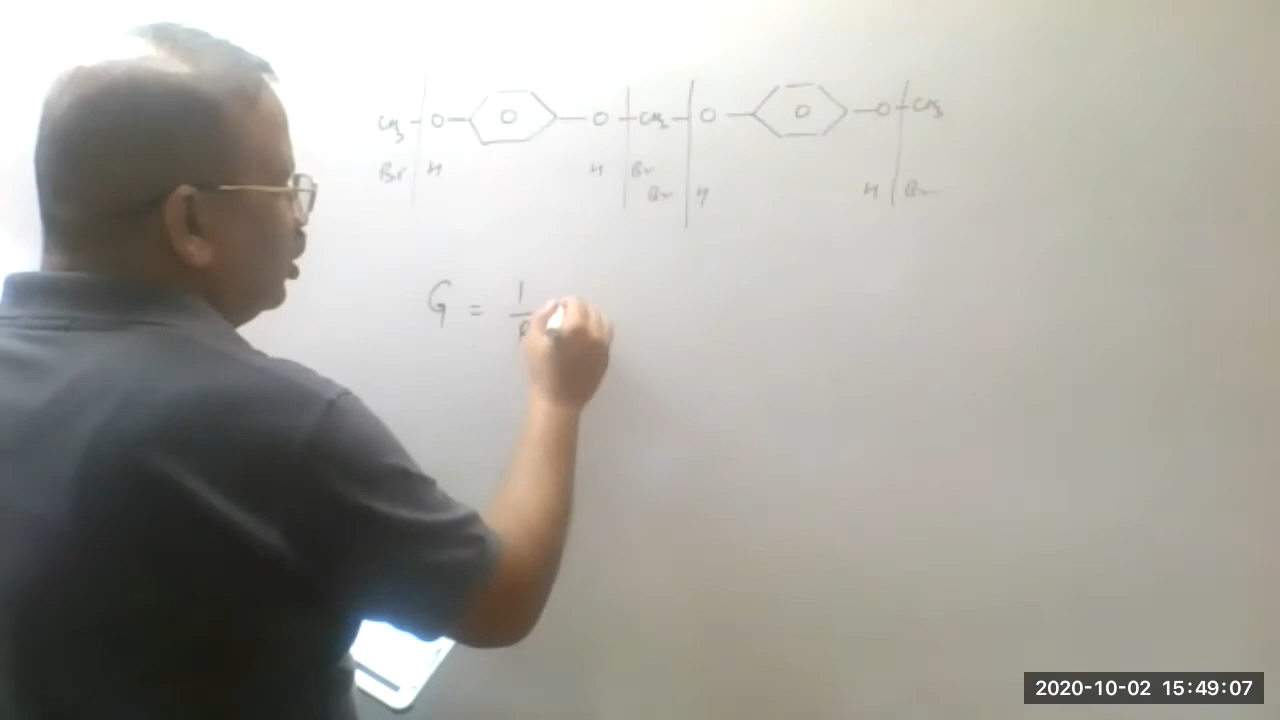 CH3 - O - O - O - CH2 - O - O - O - CH3
Br H H Br
Br H H Br
G = 1/R
2020-10-02 15:49:07